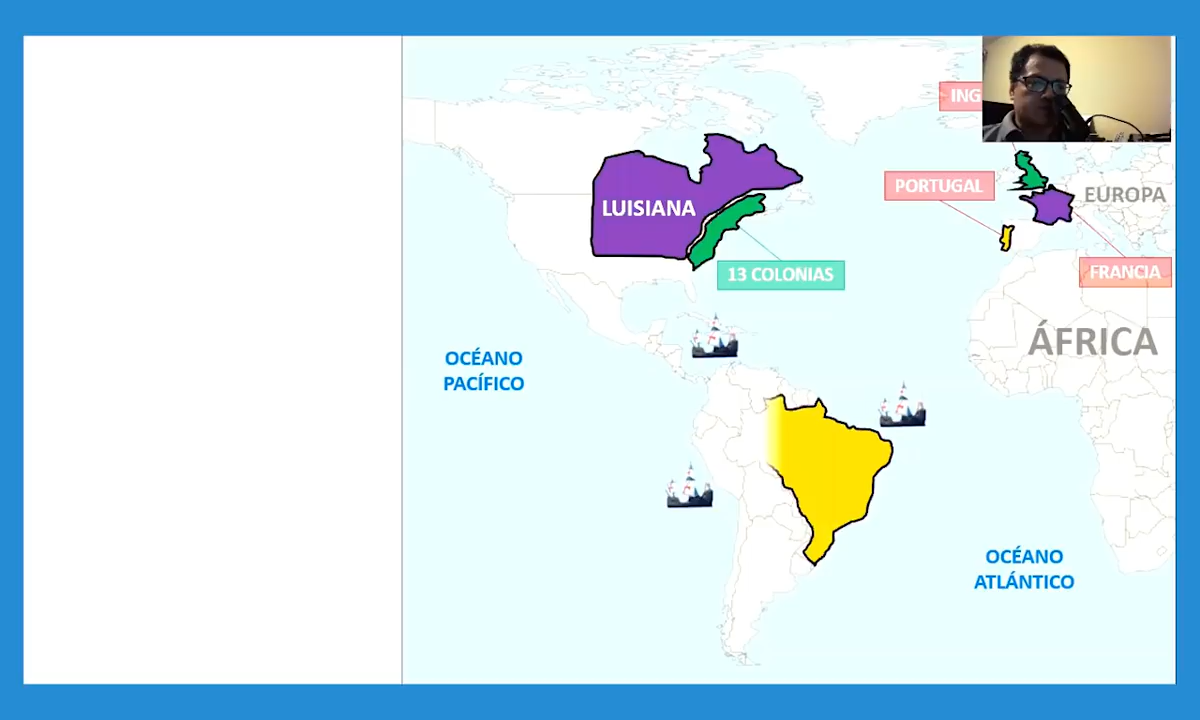 ING
PORTUGAL
EUROPA
LUISIANA
FRANCIA
13 COLONIAS
ÁFRICA
OCÉANO
PACÍFICO
OCÉANO
ATLÁNTICO